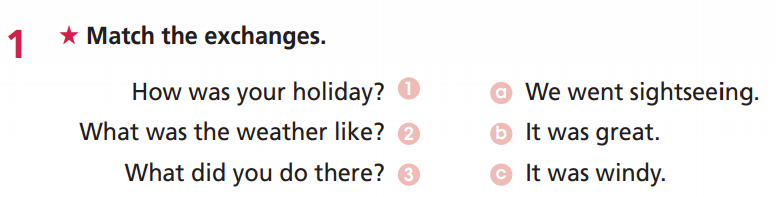 1 ★ Match the exchanges.
How was your holiday? 1 a We went sightseeing.
What was the weather like? 2 b It was great.
What did you do there? 3 c It was windy.